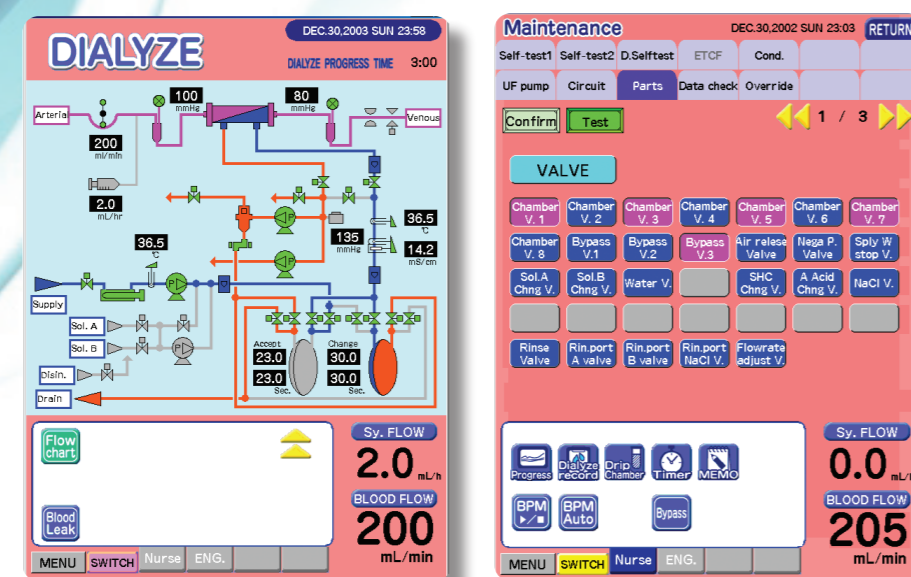 DEC.30,2003 SUN 23:58
DIALYZE
DIALYZE PROGRESS TIME 3:00
Arteria
100
mmHg
80
mmHg
Venous
200
ml/min
2.0
mL/hr
36.5
℃
135
mmHg
36.5
℃
14.2
mS/cm
Supply
Sol. A
Sol. B
Disin.
Drain
Accept
23.0
23.0
Sec.
Change
30.0
30.0
Sec.
P
P
P
P
Flow
chart
Blood
Leak
Sy. FLOW
2.0 mL/h
BLOOD FLOW
200
mL/min
MENU SWITCH Nurse ENG.
Maintenance
DEC.30,2002 SUN 23:03 RETURN
Self-test1 Self-test2 D.Selftest ETCF Cond.
UF pump Circuit Parts Data check Override
Confirm Test 1 / 3
VALVE
Chamber V. 1
Chamber V. 2
Chamber V. 3
Chamber V. 4
Chamber V. 5
Chamber V. 6
Chamber V. 7
Chamber V. 8
Bypass V.1
Bypass V.2
Bypass V.3
Air relese Valve
Nega P. Valve
Sply W stop V.
Sol.A Chng V.
Sol.B Chng V.
Water V.
SHC Chng V.
A Acid Chng V.
NaCl V.
Rinse Valve
Rin.port A valve
Rin.port B valve
Rin.port NaCl V.
Flowrate adjust V.
Progress
Dialyze record
Drip Chamber
Timer
MEMO
BPM
BPM Auto
Bypass
Sy. FLOW
0.0 mL/
BLOOD FLOW
205
mL/min
MENU SWITCH Nurse ENG.